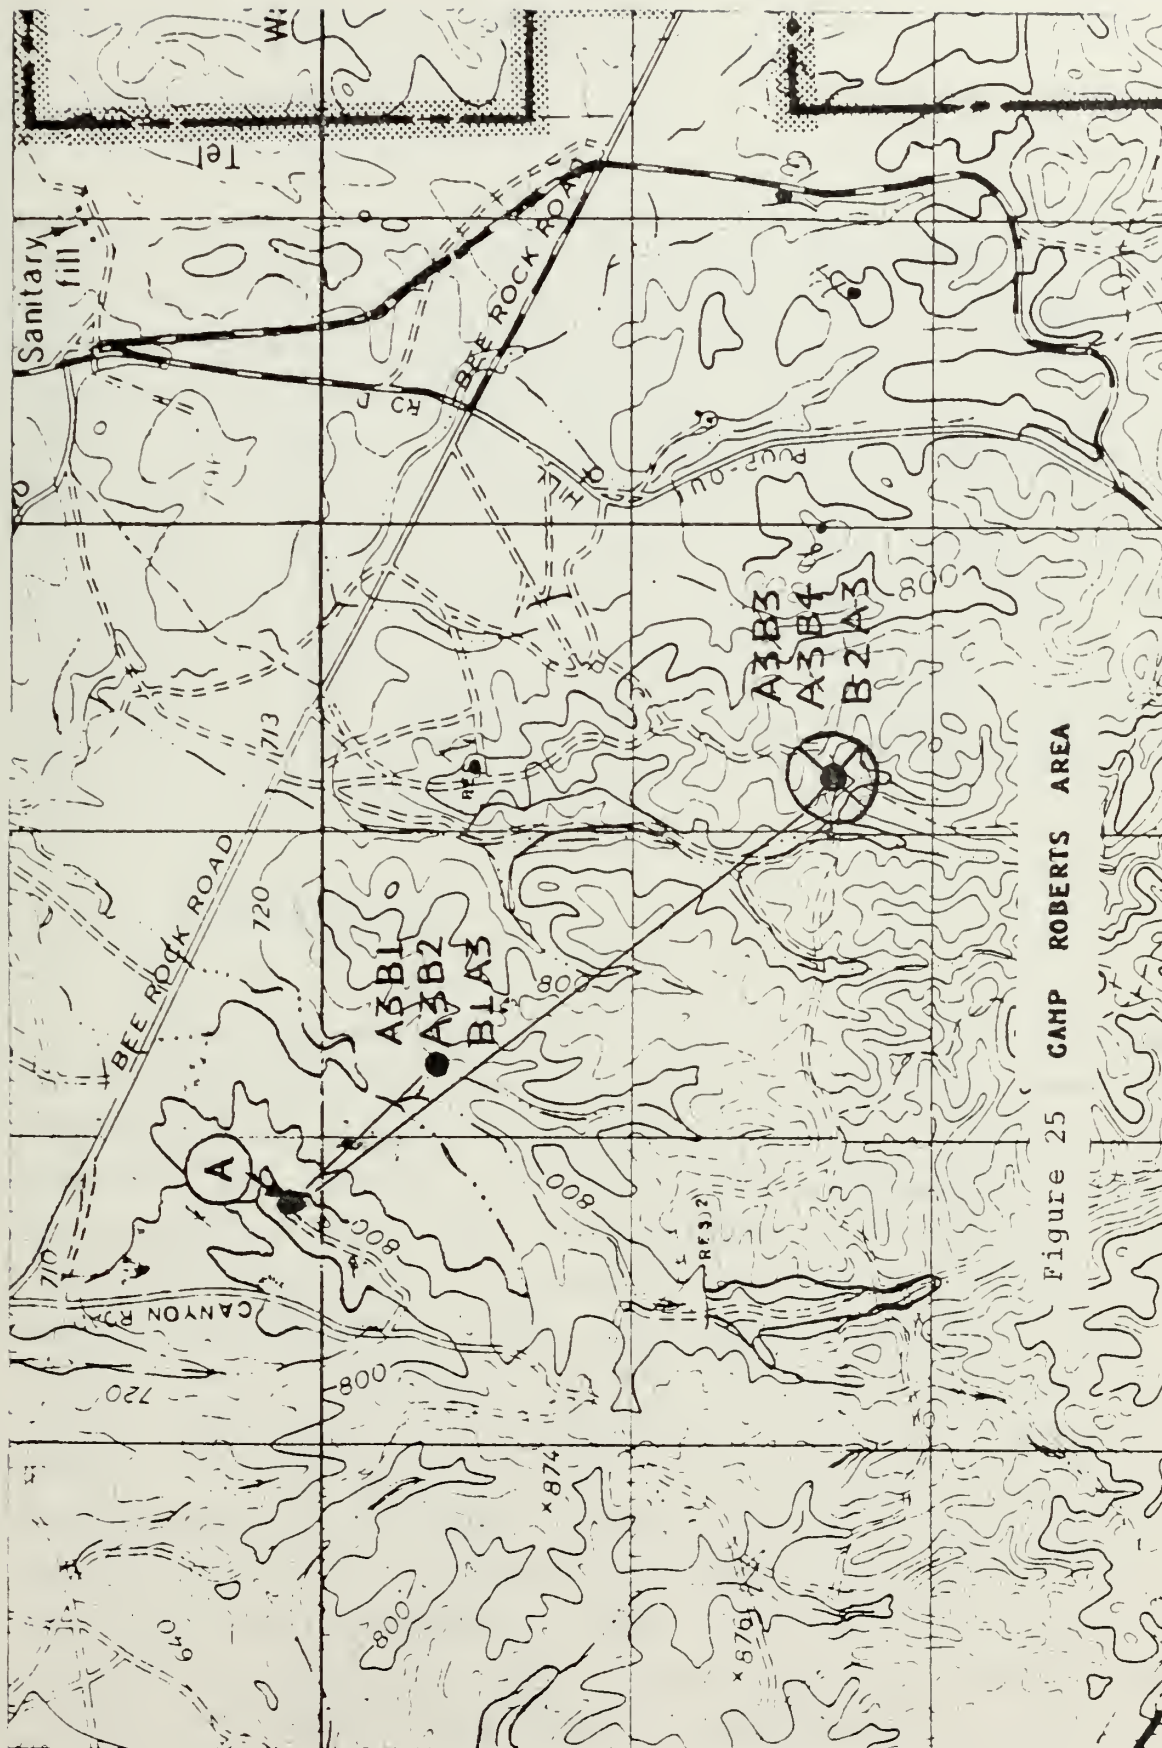 Sanitary
fill
Tel
BEE ROCK ROAD
BEE ROCK ROAD
713
720
A3B1
A3B2
B1A3
A3B3
A3B4
B2A3
800
800
A
800
800
710
CANYON RD
720
800
×874
800
×876
640
Figure 25 CAMP ROBERTS AREA